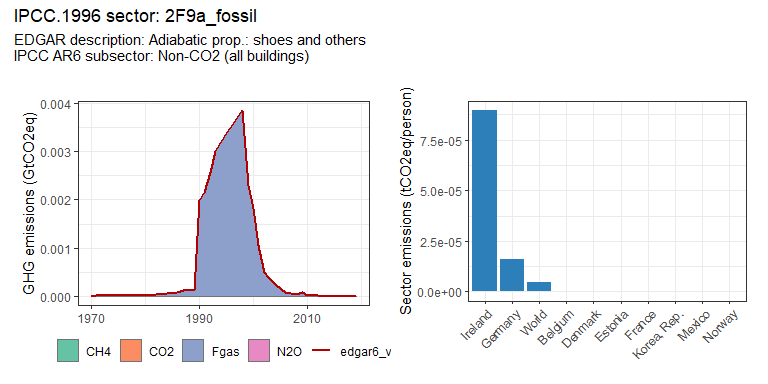 IPCC.1996 sector: 2F9a_fossil
EDGAR description: Adiabatic prop.: shoes and others
IPCC AR6 subsector: Non-CO2 (all buildings)
GHG emissions (GtCO2eq)
0.004
0.003
0.002
0.001
0.000
1970 1990 2010
CH4 CO2 Fgas N2O edgar6_v
Sector emissions (tCO2eq/person)
7.5e-05
5.0e-05
2.5e-05
0.0e+00
Ireland Germany World Belgium Denmark Estonia France Korea Rep. Mexico Norway